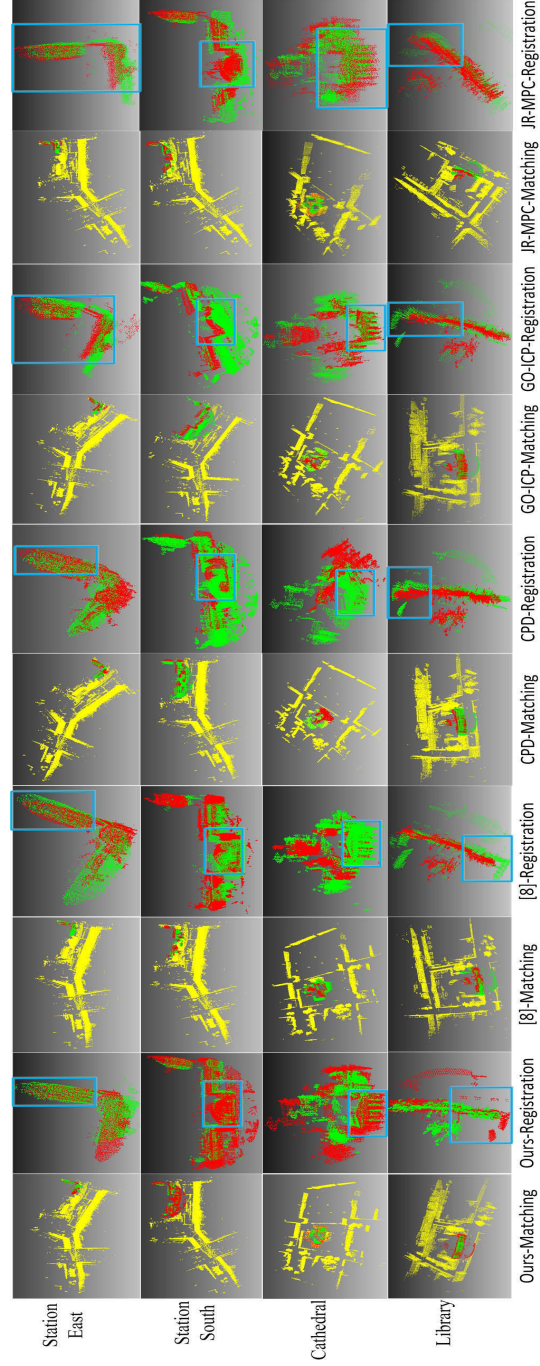 Station
East
Station
South
Cathedral
Library
Ours-Matching
Ours-Registration
[8]-Matching
[8]-Registration
CPD-Matching
CPD-Registration
GO-ICP-Matching
GO-ICP-Registration
JR-MPC-Matching
JR-MPC-Registration